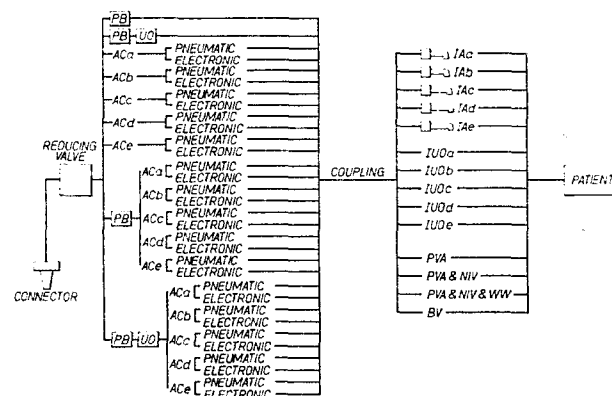 PB
PB UO
ACa PNEUMATIC
ELECTRONIC
ACb PNEUMATIC
ELECTRONIC
ACc PNEUMATIC
ELECTRONIC
ACd PNEUMATIC
ELECTRONIC
ACe PNEUMATIC
ELECTRONIC
REDUCING
VALVE
CONNECTOR
PB
ACa PNEUMATIC
ELECTRONIC
ACb PNEUMATIC
ELECTRONIC
ACc PNEUMATIC
ELECTRONIC
ACd PNEUMATIC
ELECTRONIC
ACe PNEUMATIC
ELECTRONIC
PB UO
ACa PNEUMATIC
ELECTRONIC
ACb PNEUMATIC
ELECTRONIC
ACc PNEUMATIC
ELECTRONIC
ACd PNEUMATIC
ELECTRONIC
ACe PNEUMATIC
ELECTRONIC
COUPLING
IAa
IAb
IAc
IAd
IAe
IUOa
IUOb
IUOc
IUOd
IUOe
PVA
PVA & NIV
PVA & NIV & WW
BV
PATIENT